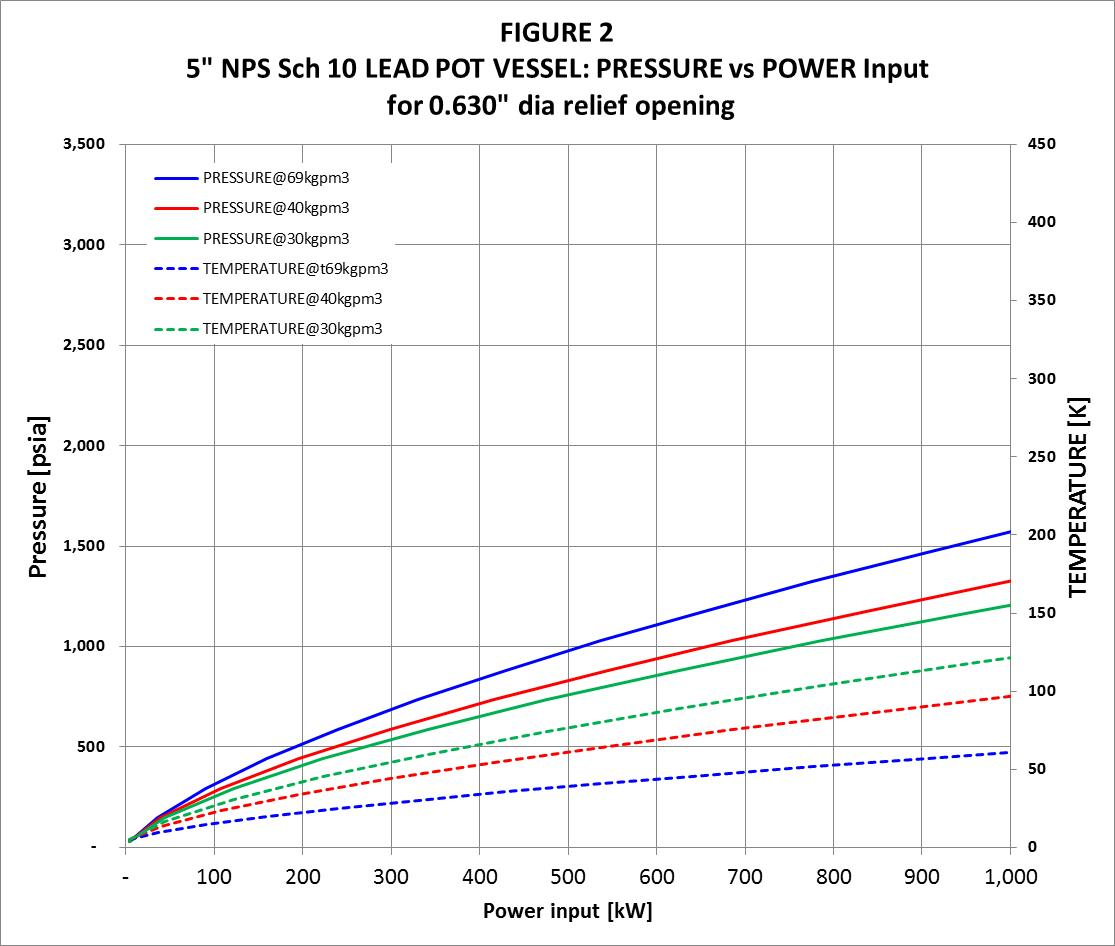 FIGURE 2
5" NPS Sch 10 LEAD POT VESSEL: PRESSURE vs POWER Input
for 0.630" dia relief opening
3,500
3,000
2,500
2,000
1,500
1,000
500
-
Pressure [psia]
PRESSURE@69kgpm3
PRESSURE@40kgpm3
PRESSURE@30kgpm3
TEMPERATURE@t69kgpm3
TEMPERATURE@40kgpm3
TEMPERATURE@30kgpm3
450
400
350
300
250
200
150
100
50
0
TEMPERATURE [K]
- 100 200 300 400 500 600 700 800 900 1,000
Power input [kW]